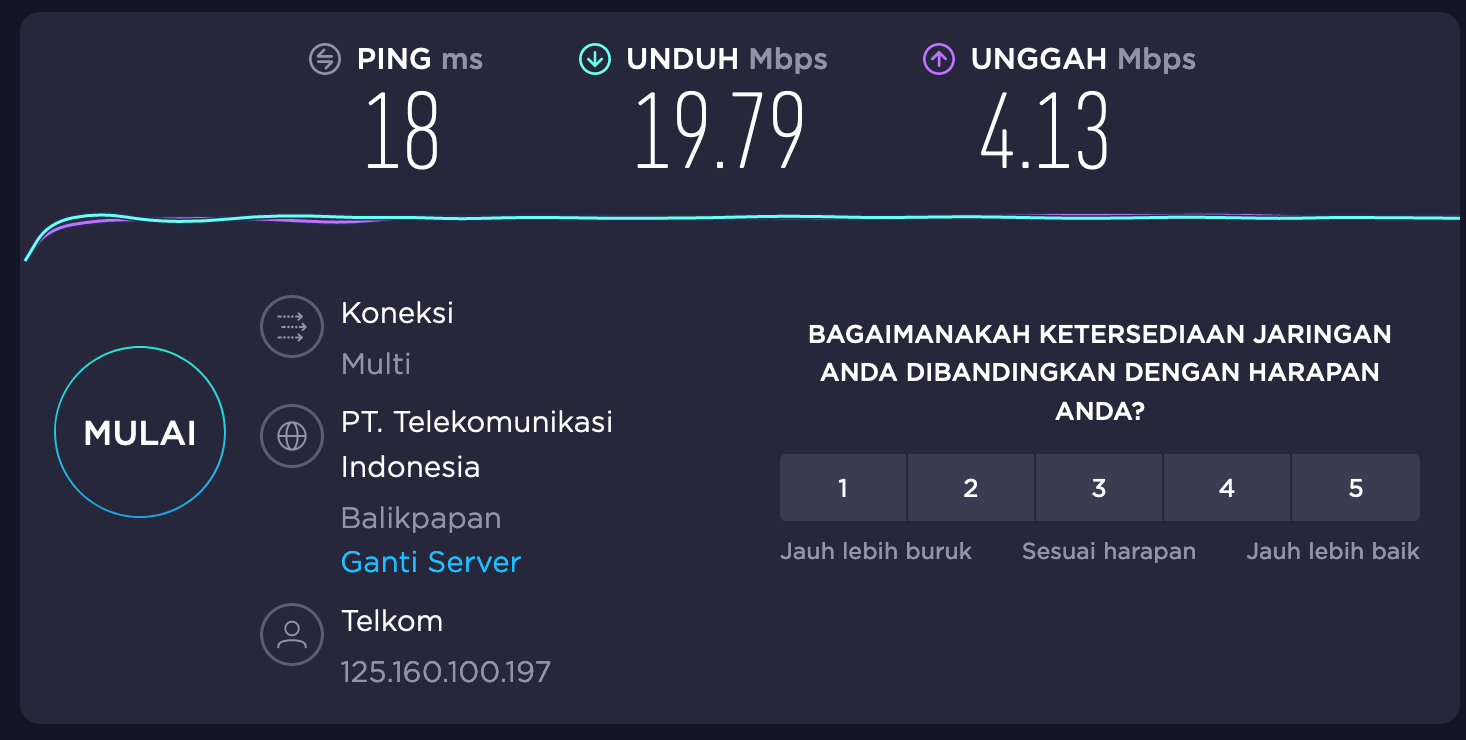 PING ms
UNDUH Mbps
UNGGAH Mbps
18
19.79
4.13
MULAI
Koneksi
Multi
PT. Telekomunikasi
Indonesia
Balikpapan
Ganti Server
Telkom
125.160.100.197
BAGAIMANAKAH KETERSEDIAAN JARINGAN
ANDA DIBANDINGKAN DENGAN HARAPAN
ANDA?
1 2 3 4 5
Jauh lebih buruk Sesuai harapan Jauh lebih baik